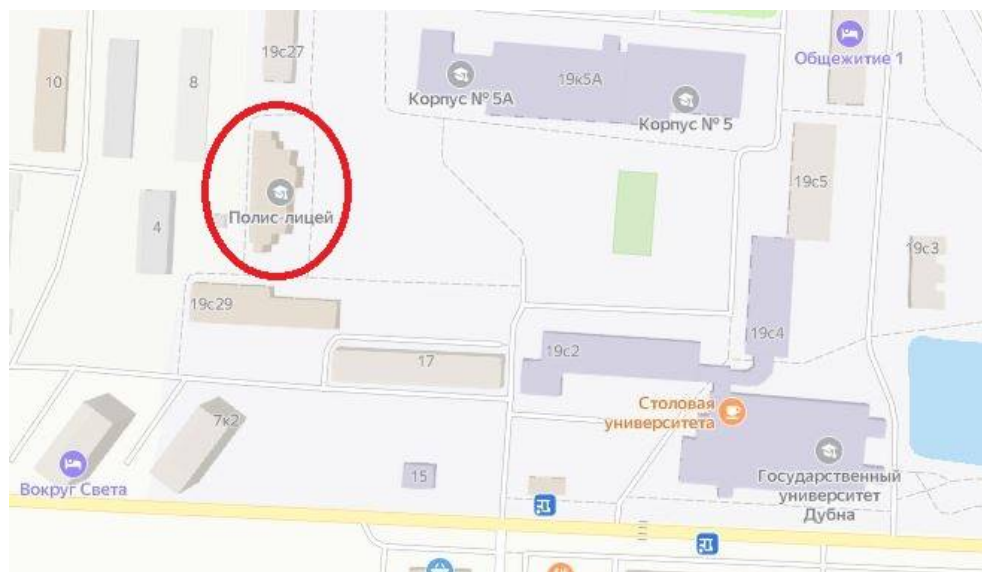 19с27
10
8
19к5А
Корпус № 5А
Корпус № 5
Общежитие 1
Полис-лицей
4
19с5
19с3
19с29
19с4
17
19с2
Столовая
университета
7к2
Вокруг Света
15
Государственный
университет
Дубна